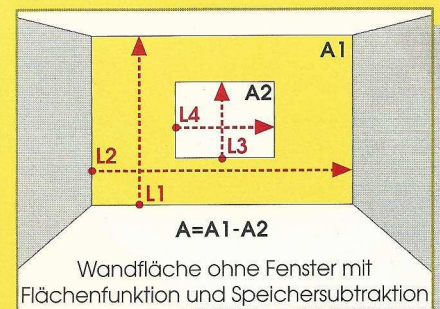 A1
A2
L4
L3
L2
L1
A=A1-A2
Wandfläche ohne Fenster mit
Flächenfunktion und Speichersubtraktion